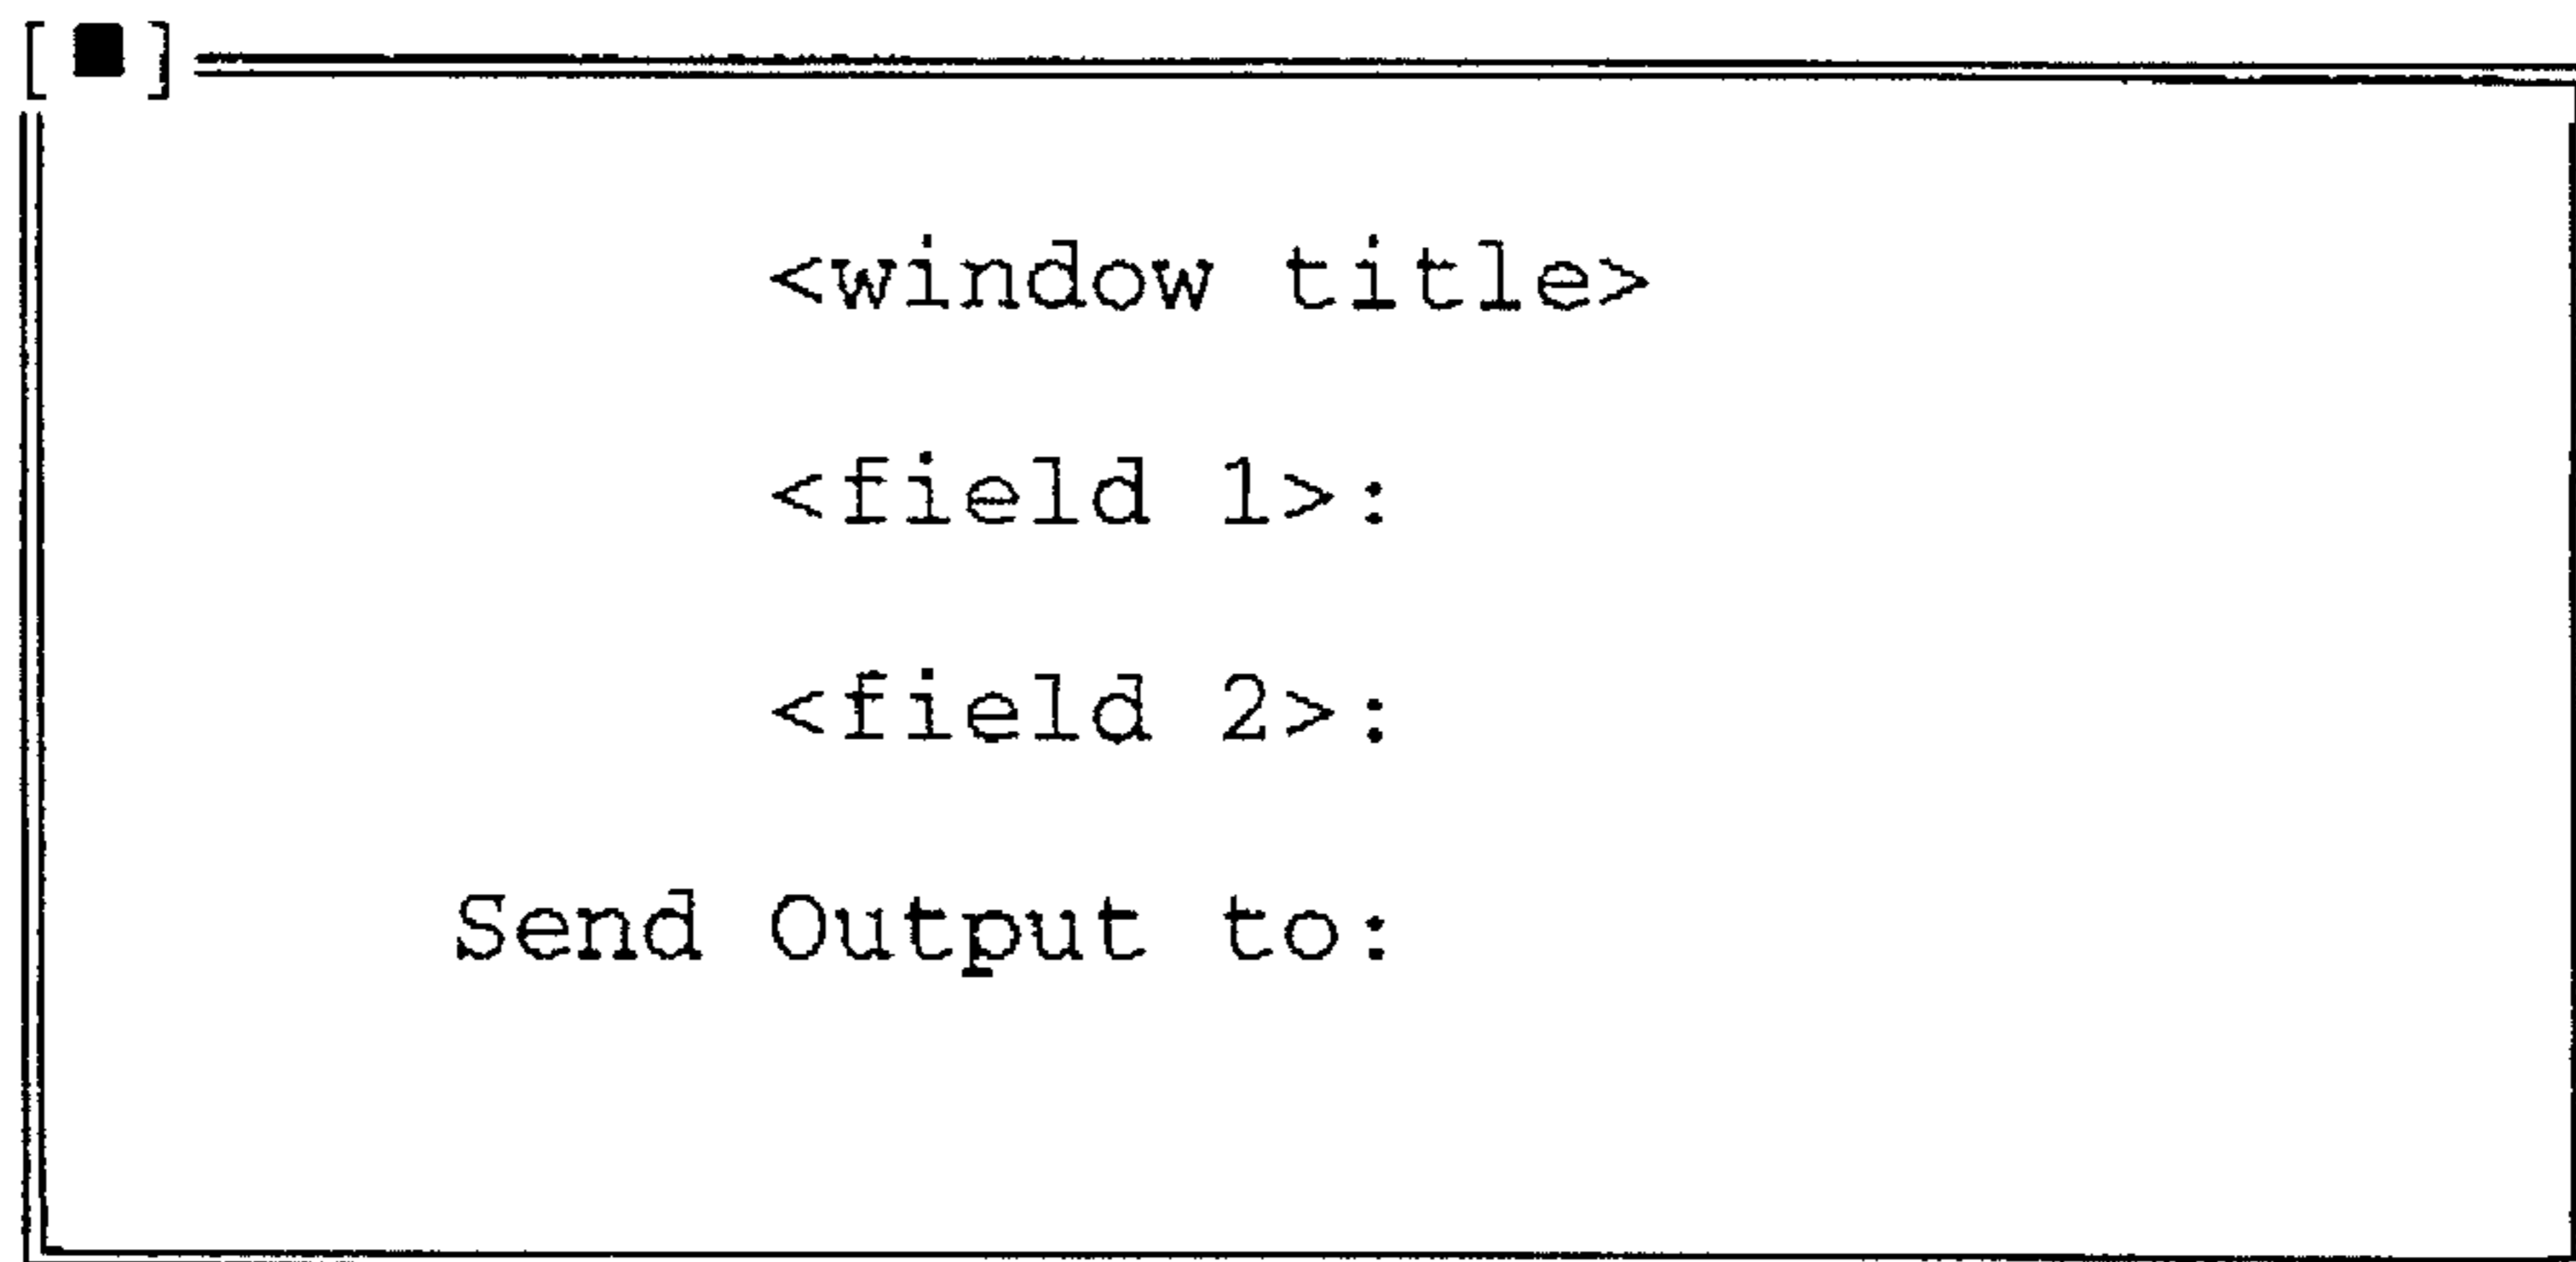 [■]
<window title>
<field 1>:
<field 2>:
Send Output to: